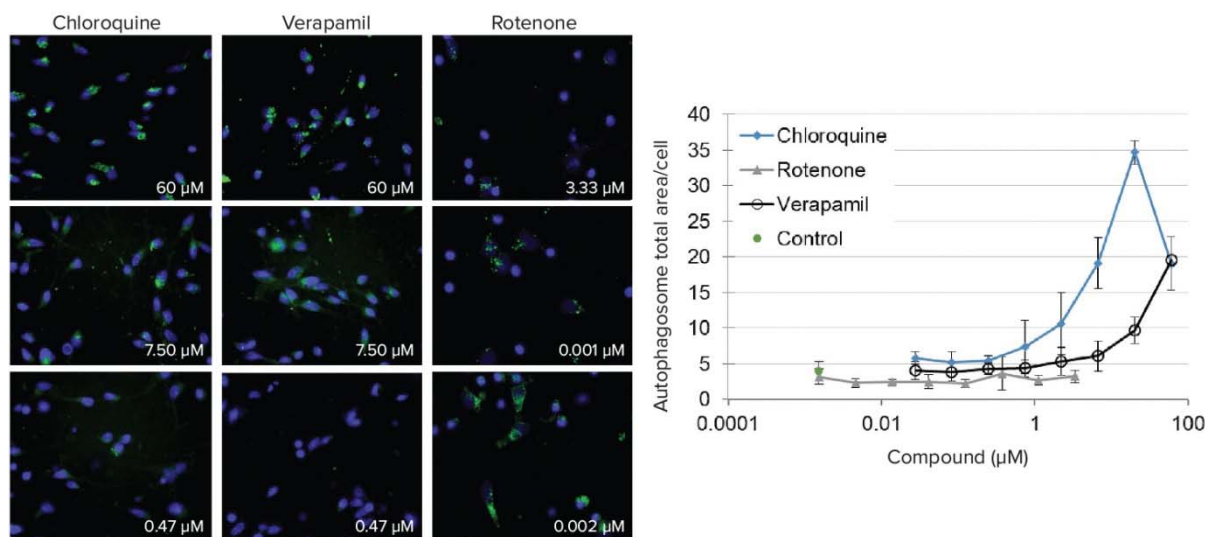 Chloroquine
Verapamil
Rotenone
60 µM
60 µM
3.33 µM
7.50 µM
7.50 µM
0.001 µM
0.47 µM
0.47 µM
0.002 µM
Autophagosome total area/cell
40
35
30
25
20
15
10
5
0
Chloroquine
Rotenone
Verapamil
Control
0.0001
0.01
1
100
Compound (µM)